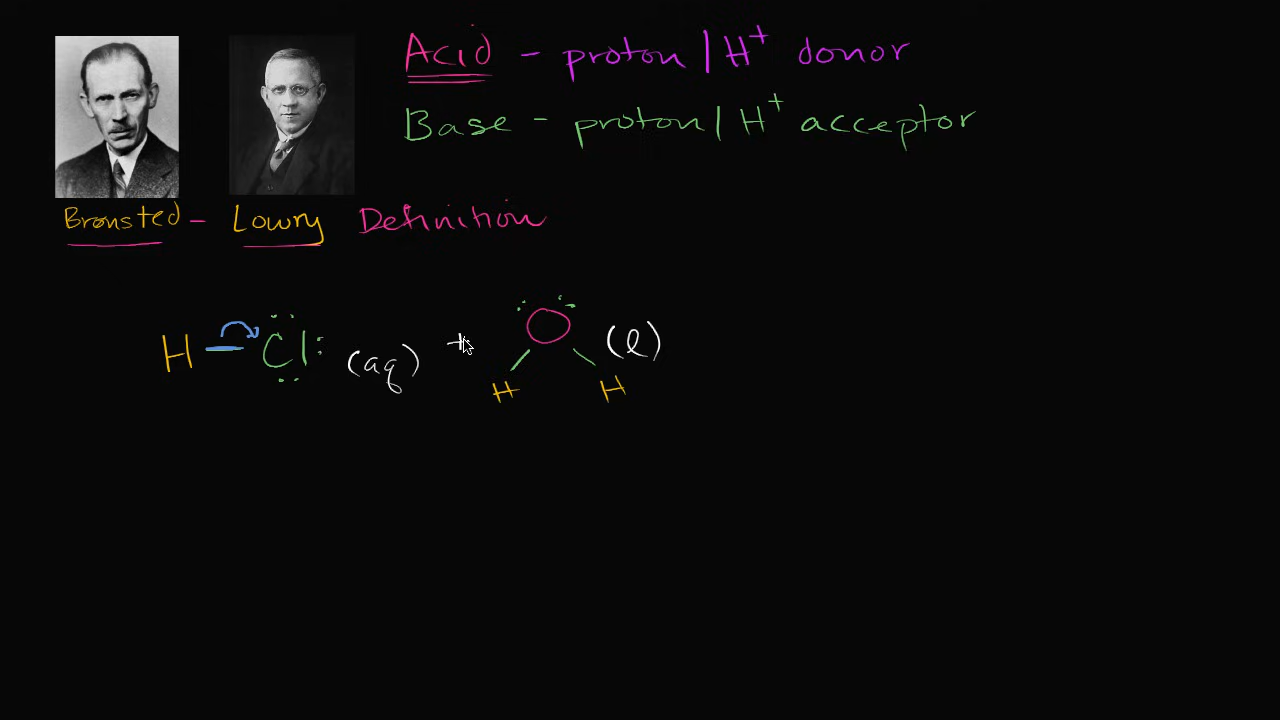 Acid - proton | H+ donor
Base - proton | H+ acceptor
Bronsted - Lowry Definition
H - Cl (aq) + O (l)
H H